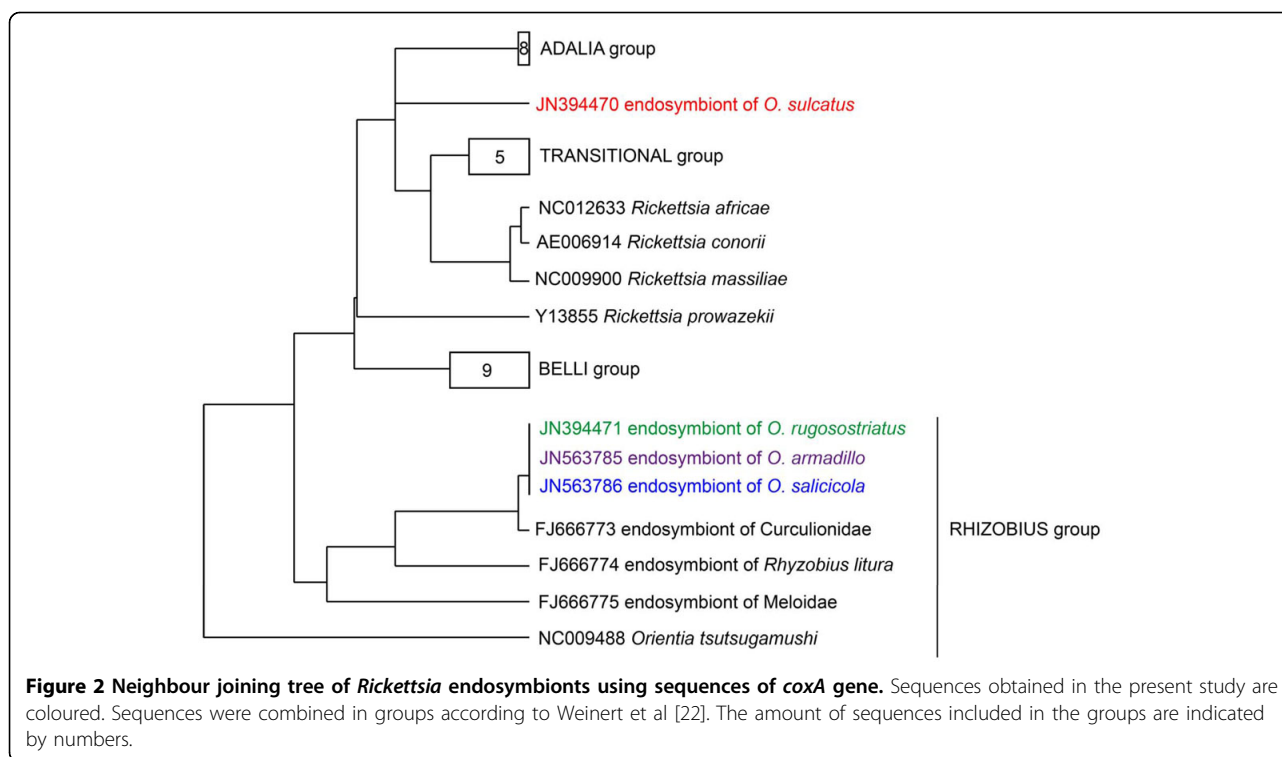 8 ADALIA group
JN394470 endosymbiont of O. sulcatus
5 TRANSITIONAL group
NC012633 Rickettsia africae
AE006914 Rickettsia conorii
NC009900 Rickettsia massiliae
Y13855 Rickettsia prowazekii
9 BELLI group
JN394471 endosymbiont of O. rugosostriatus
JN563785 endosymbiont of O. armadillo
JN563786 endosymbiont of O. salicicola
FJ666773 endosymbiont of Curculionidae
RHIZOBIUS group
FJ666774 endosymbiont of Rhyzobius litura
FJ666775 endosymbiont of Meloidae
NC009488 Orientia tsutsugamushi
Figure 2 Neighbour joining tree of Rickettsia endosymbionts using sequences of coxA gene. Sequences obtained in the present study are
coloured. Sequences were combined in groups according to Weinert et al [22]. The amount of sequences included in the groups are indicated
by numbers.